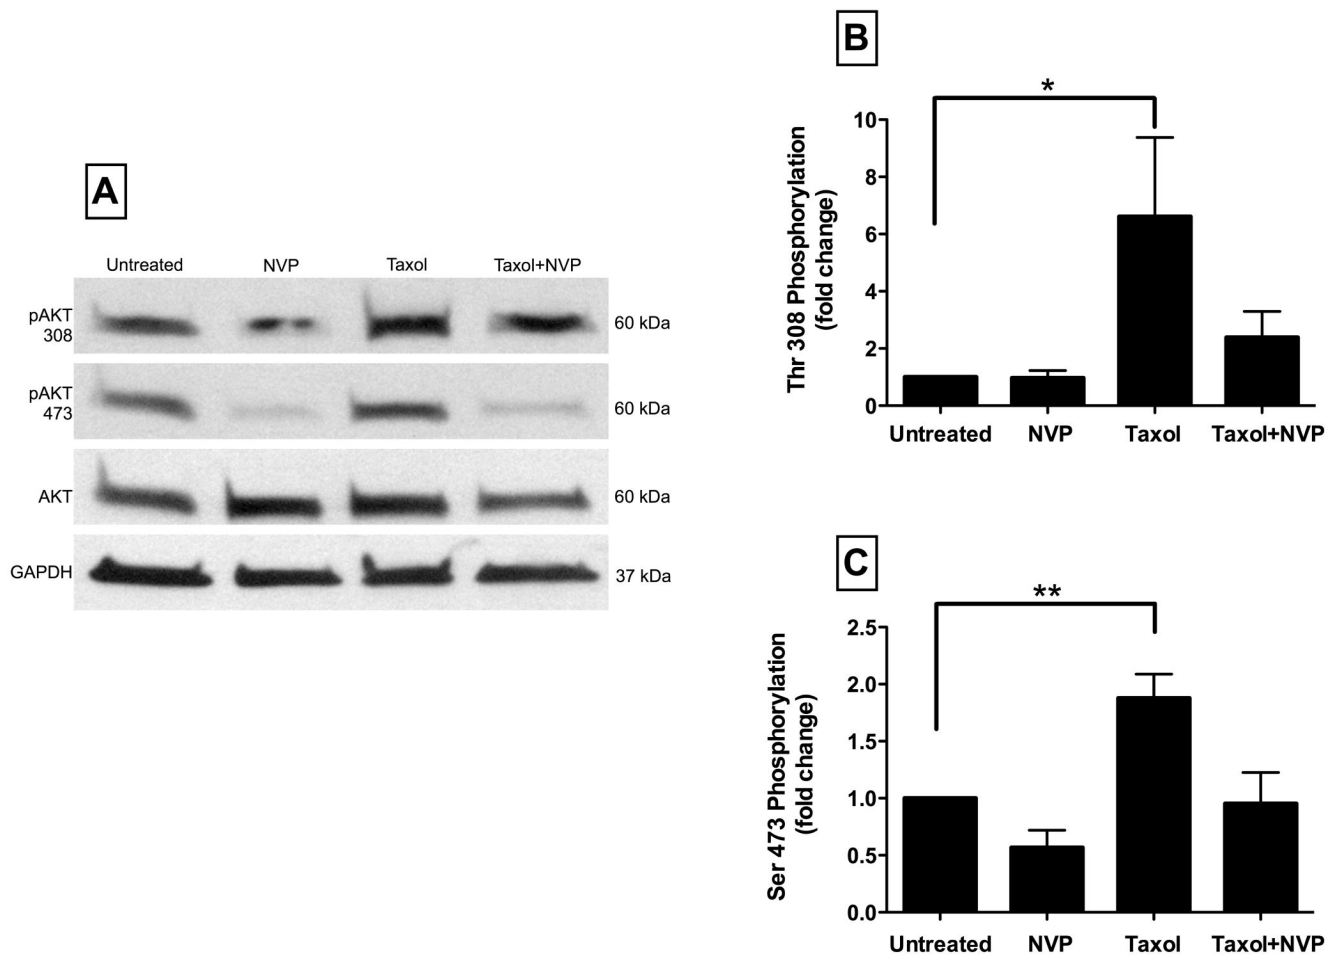 A
Untreated NVP Taxol Taxol+NVP
pAKT
308
60 kDa
pAKT
473
60 kDa
AKT
60 kDa
GAPDH
37 kDa
B
*
Thr 308 Phosphorylation
(fold change)
10
8
6
4
2
0
Untreated NVP Taxol Taxol+NVP
C
**
Ser 473 Phosphorylation
(fold change)
2.5
2.0
1.5
1.0
0.5
0.0
Untreated NVP Taxol Taxol+NVP